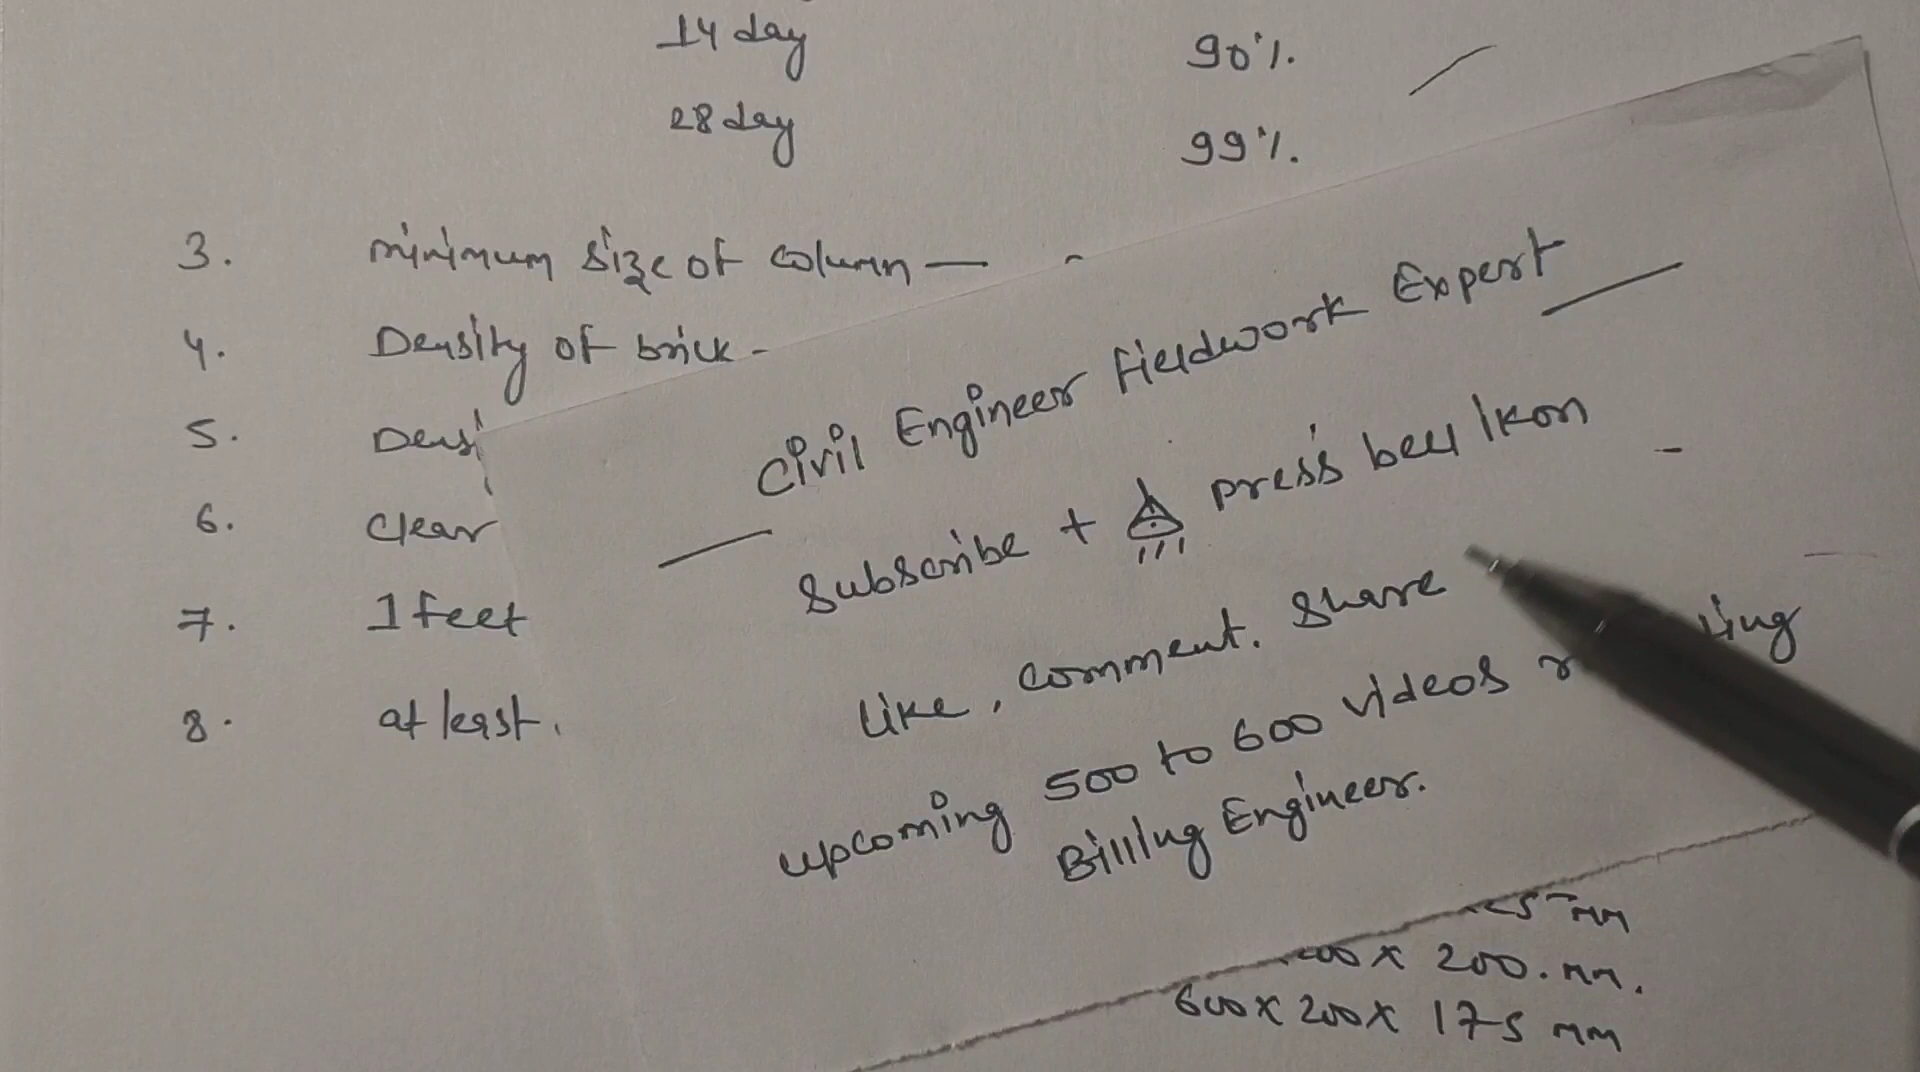 14 day 90%.
28 day 99%.
3. minimum size of column —
4. Density of brick -
5.
6. Clear
7. 1 feet
8. at least.
Civil Engineer Fieldwork Expert
Subscribe + press bell Ikon
Like, Comment. Share
upcoming 500 to 600 videos
Billing Engineer.
mm
x 200. mm.
600 x 200 x 175 mm